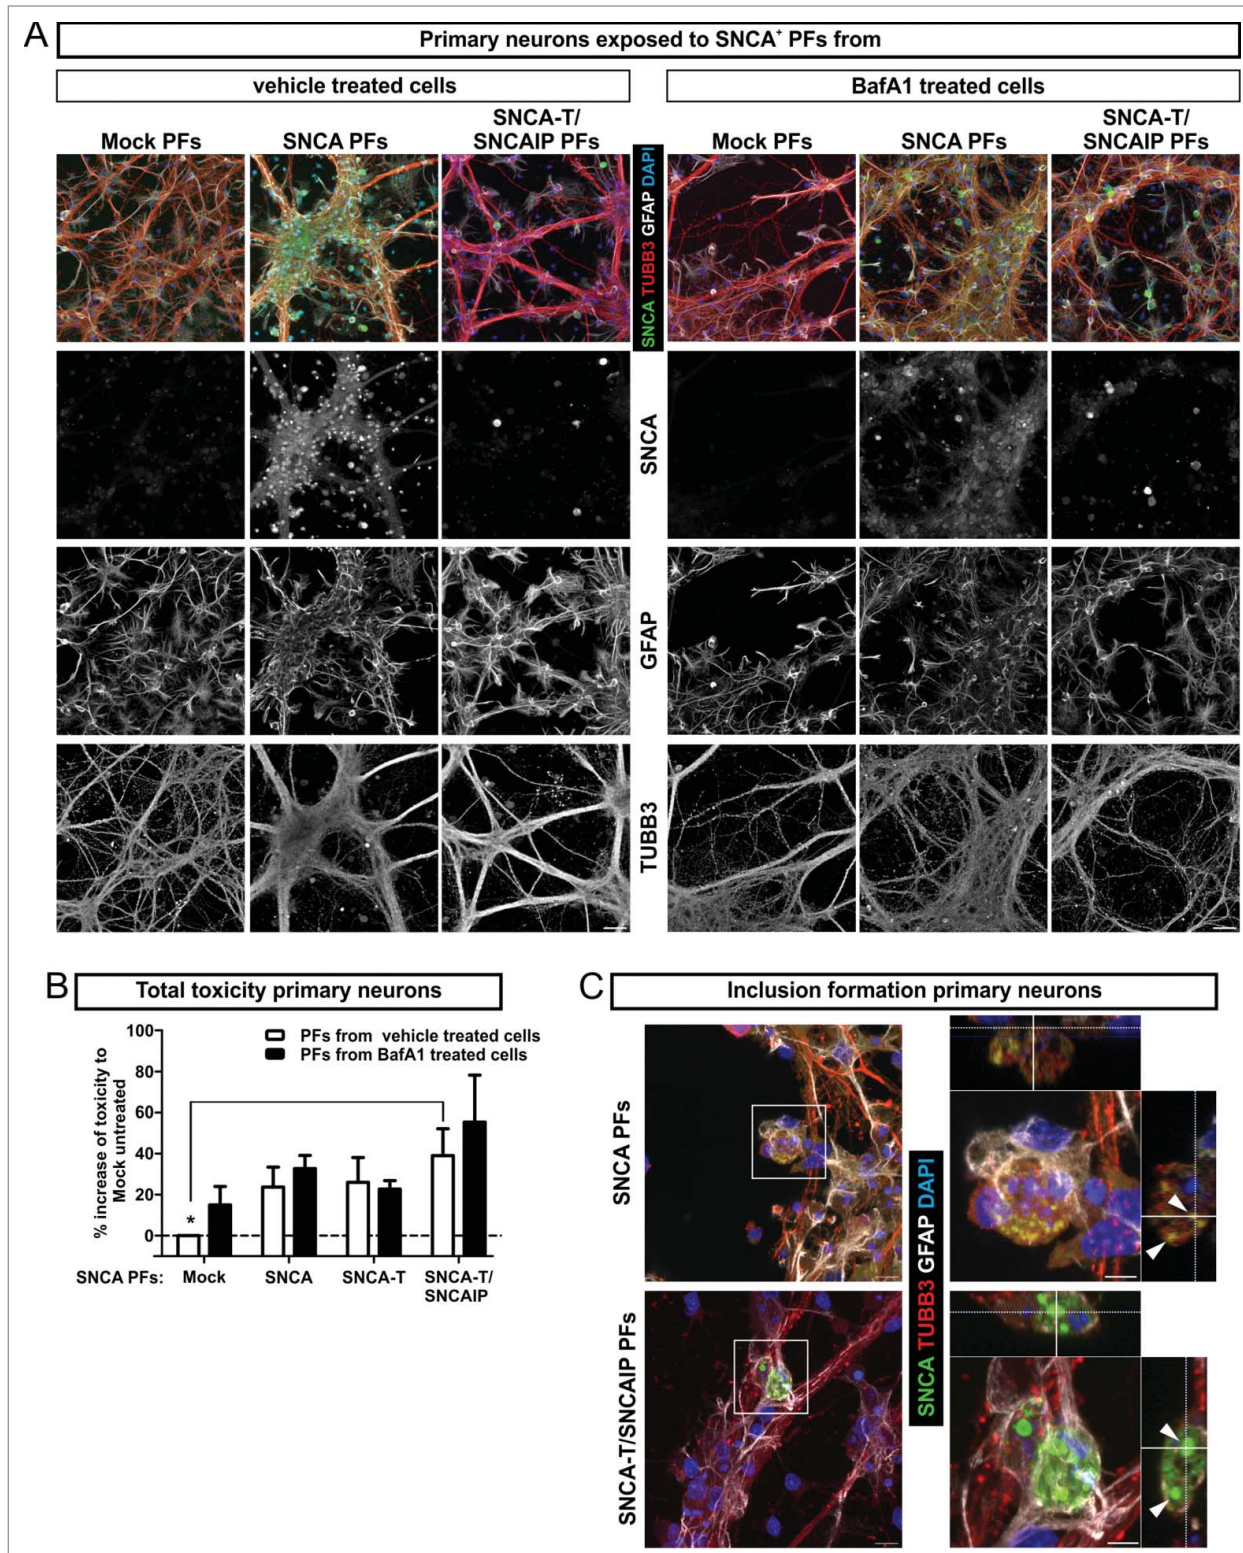 A
Primary neurons exposed to SNCA⁺ PFs from
vehicle treated cells
BafA1 treated cells
Mock PFs
SNCA PFs
SNCA-T/
SNCAIP PFs
Mock PFs
SNCA PFs
SNCA-T/
SNCAIP PFs
SNCA TUBB3 GFAP DAPI
SNCA
GFAP
TUBB3
B
Total toxicity primary neurons
% increase of toxicity to
Mock untreated
100
80
60
40
20
0
PFs from vehicle treated cells
PFs from BafA1 treated cells
*
SNCA PFs:
Mock
SNCA
SNCA-T
SNCA-T/
SNCAIP
C
Inclusion formation primary neurons
SNCA PFs
SNCA-T/SNCAIP PFs
SNCA TUBB3 GFAP DAPI